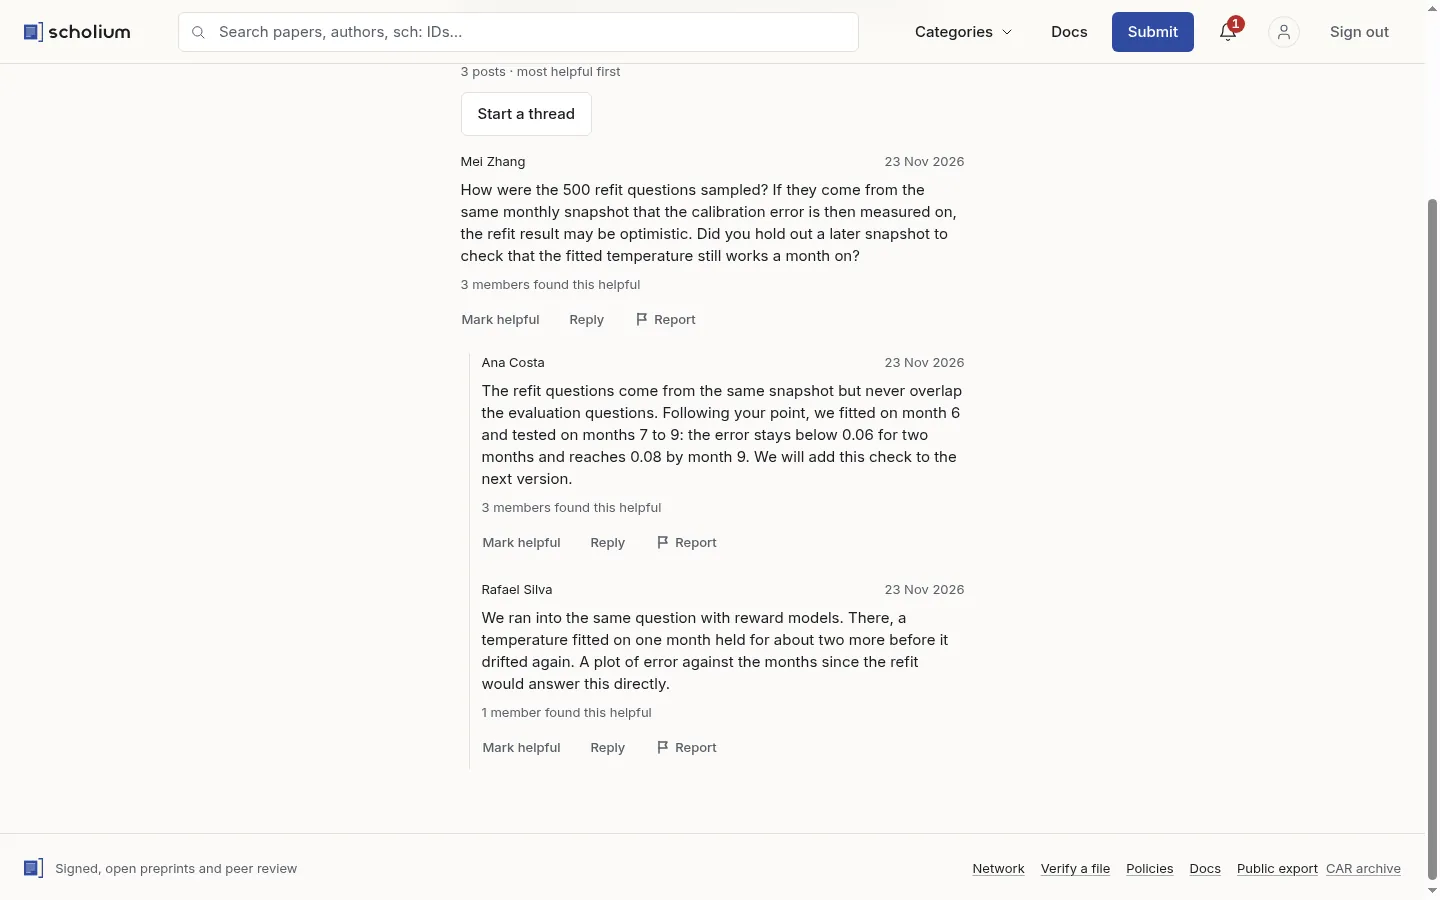 scholium
Search papers, authors, sch: IDs...
Categories
Docs
Submit
1
Sign out
3 posts · most helpful first
Start a thread
Mei Zhang
23 Nov 2026
How were the 500 refit questions sampled? If they come from the
same monthly snapshot that the calibration error is then measured on,
the refit result may be optimistic. Did you hold out a later snapshot to
check that the fitted temperature still works a month on?
3 members found this helpful
Mark helpful
Reply
Report
Ana Costa
23 Nov 2026
The refit questions come from the same snapshot but never overlap
the evaluation questions. Following your point, we fitted on month 6
and tested on months 7 to 9: the error stays below 0.06 for two
months and reaches 0.08 by month 9. We will add this check to the
next version.
3 members found this helpful
Mark helpful
Reply
Report
Rafael Silva
23 Nov 2026
We ran into the same question with reward models. There, a
temperature fitted on one month held for about two more before it
drifted again. A plot of error against the months since the refit
would answer this directly.
1 member found this helpful
Mark helpful
Reply
Report
Signed, open preprints and peer review
Network
Verify a file
Policies
Docs
Public export
CAR archive